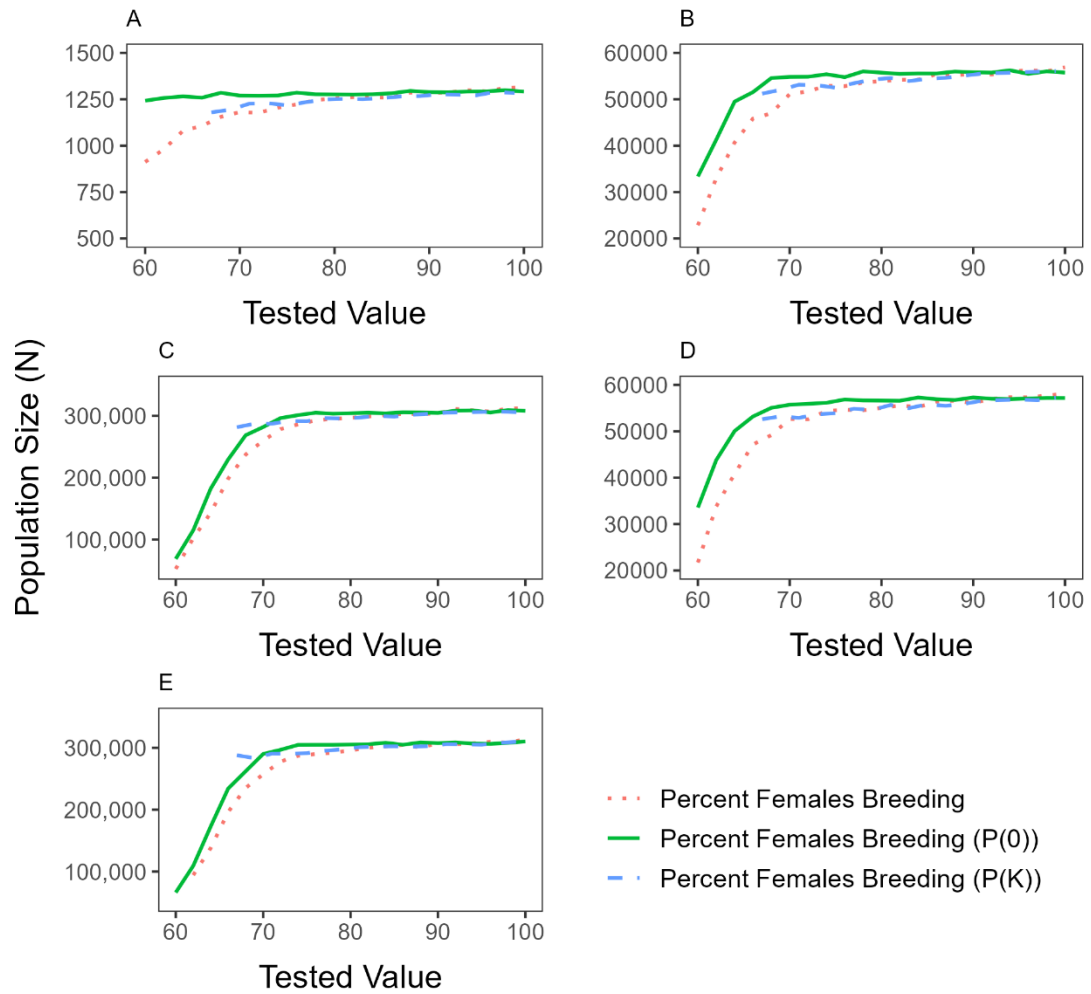 A
1500
1250
1000
750
500
60 70 80 90 100
Tested Value
B
60000
50000
40000
30000
20000
60 70 80 90 100
Tested Value
Population Size (N)
C
300,000
200,000
100,000
60 70 80 90 100
Tested Value
D
60000
50000
40000
30000
20000
60 70 80 90 100
Tested Value
E
300,000
200,000
100,000
60 70 80 90 100
Tested Value
Percent Females Breeding
Percent Females Breeding (P(0))
Percent Females Breeding (P(K))